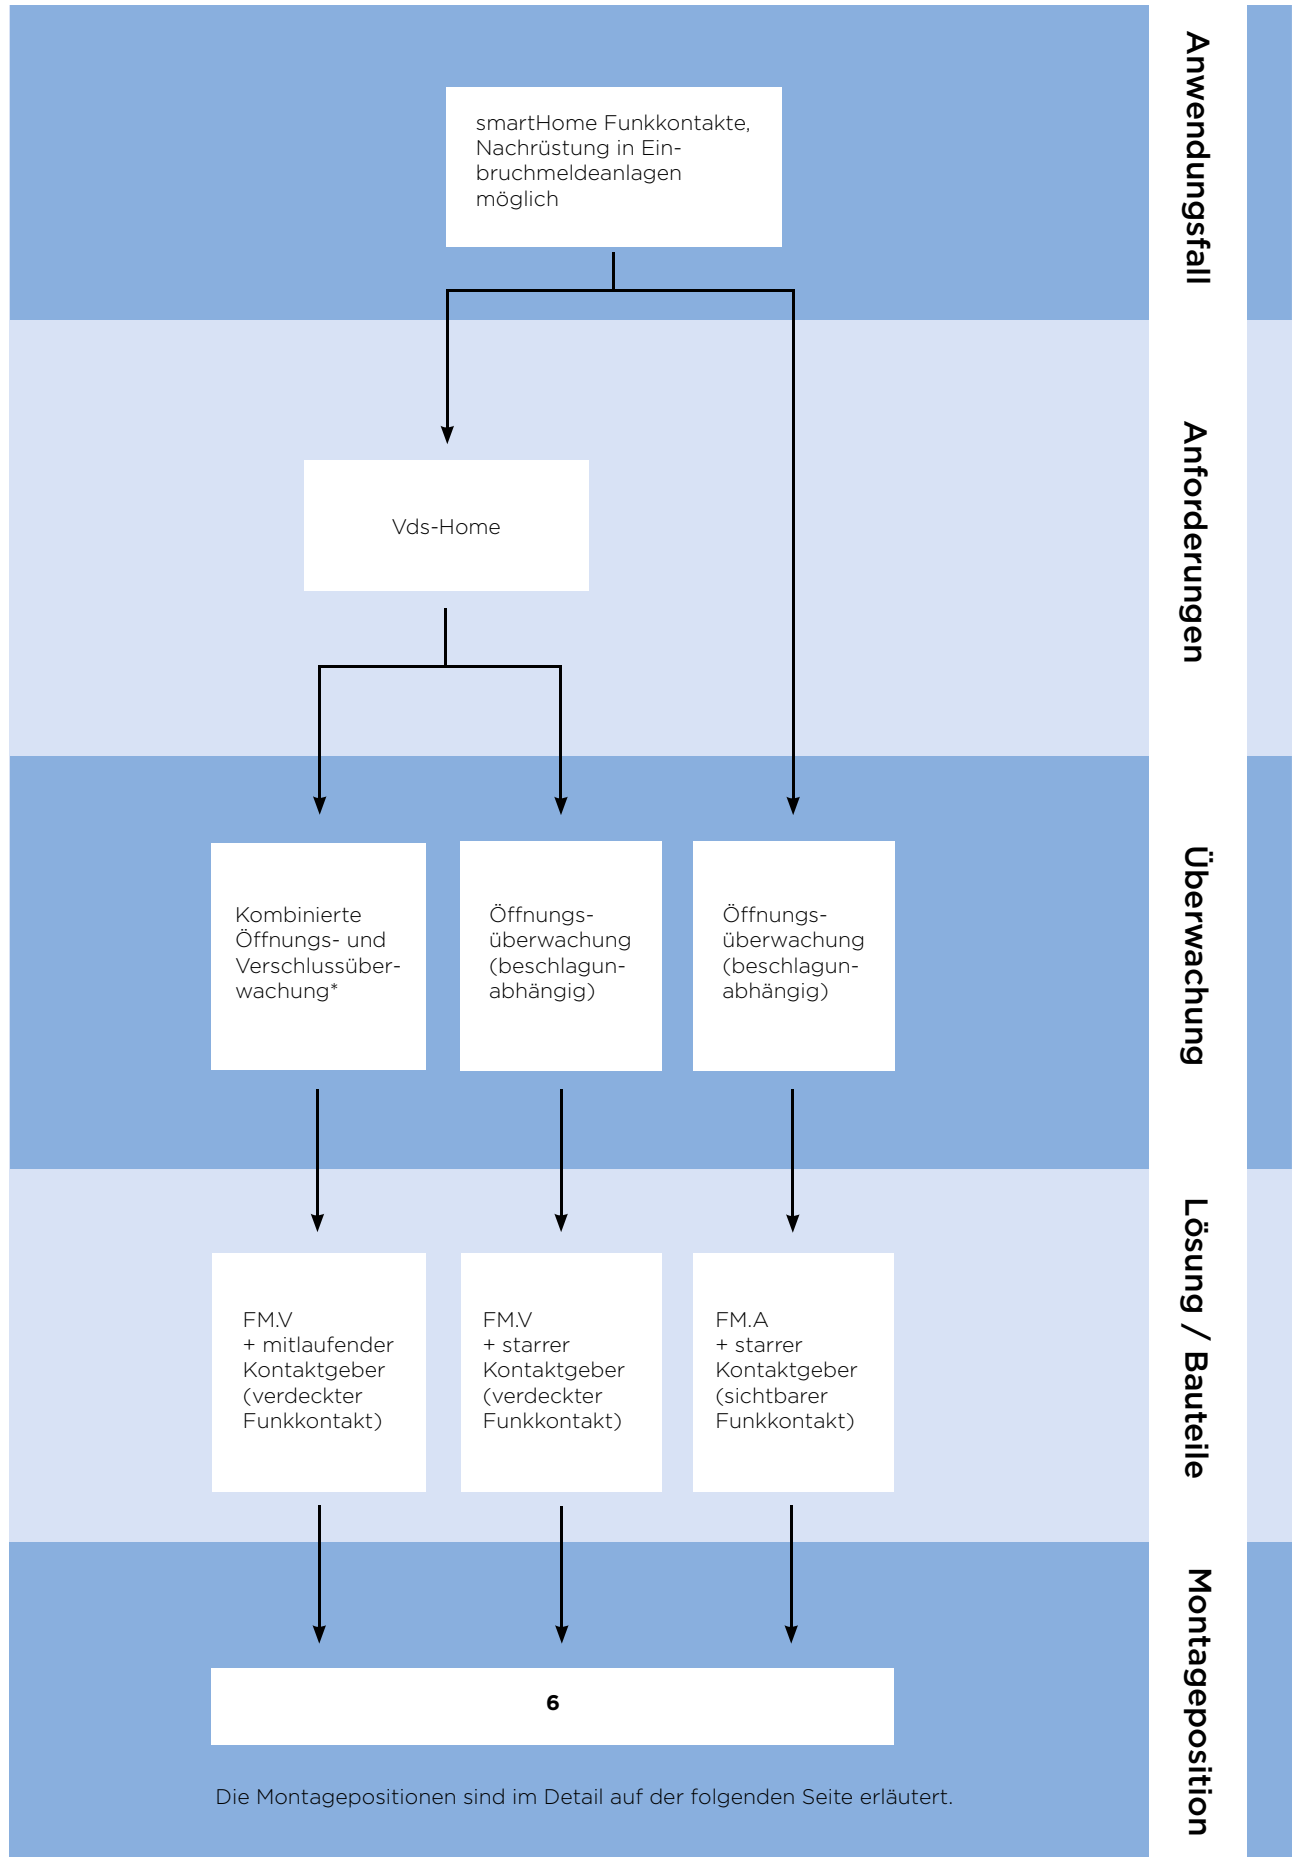 Anwendungsfall
smartHome Funkkontakte,
Nachrüstung in Ein-
bruchmeldeanlagen
möglich
Anforderungen
Vds-Home
Überwachung
Kombinierte
Öffnungs- und
Verschlussüber-
wachung*
Öffnungs-
überwachung
(beschlagun-
abhängig)
Öffnungs-
überwachung
(beschlagun-
abhängig)
Lösung / Bauteile
FM.V
+ mitlaufender
Kontaktgeber
(verdeckter
Funkkontakt)
FM.V
+ starrer
Kontaktgeber
(verdeckter
Funkkontakt)
FM.A
+ starrer
Kontaktgeber
(sichtbarer
Funkkontakt)
Montageposition
6
Die Montagepositionen sind im Detail auf der folgenden Seite erläutert.